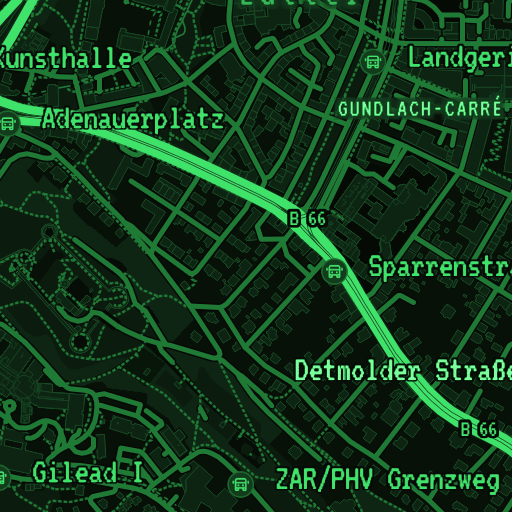 Kunsthalle
Landgeri
GUNDLACH-CARRÉ
Adenauerplatz
B 66
Sparrenstra
Detmolder Straße
B 66
Gilead I
ZAR/PHV Grenzweg